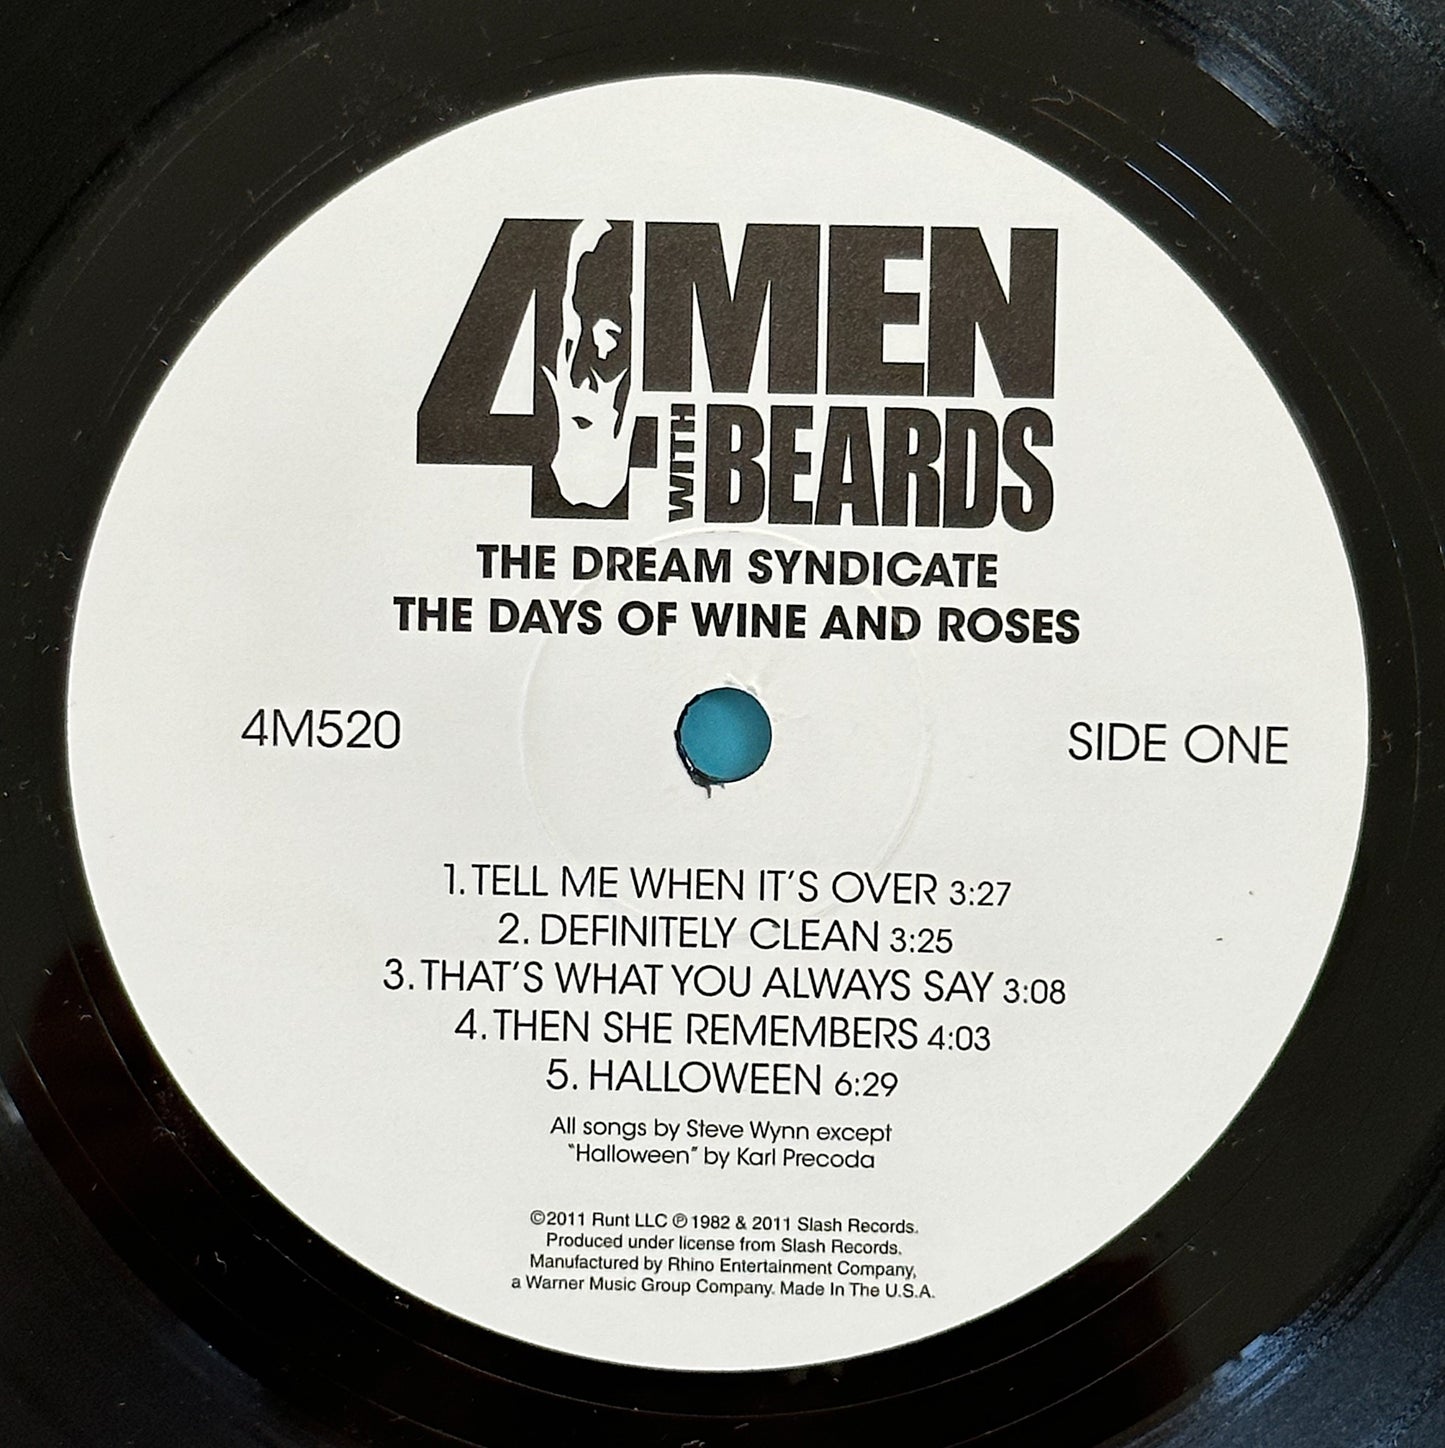 4 MEN
WITH BEARDS
THE DREAM SYNDICATE
THE DAYS OF WINE AND ROSES
4M520
SIDE ONE
1. TELL ME WHEN IT'S OVER 3:27
2. DEFINITELY CLEAN 3:25
3. THAT'S WHAT YOU ALWAYS SAY 3:08
4. THEN SHE REMEMBERS 4:03
5. HALLOWEEN 6:29
All songs by Steve Wynn except
"Halloween" by Karl Precoda
©2011 Runt LLC ℗ 1982 & 2011 Slash Records.
Produced under license from Slash Records.
Manufactured by Rhino Entertainment Company,
a Warner Music Group Company. Made In The U.S.A.